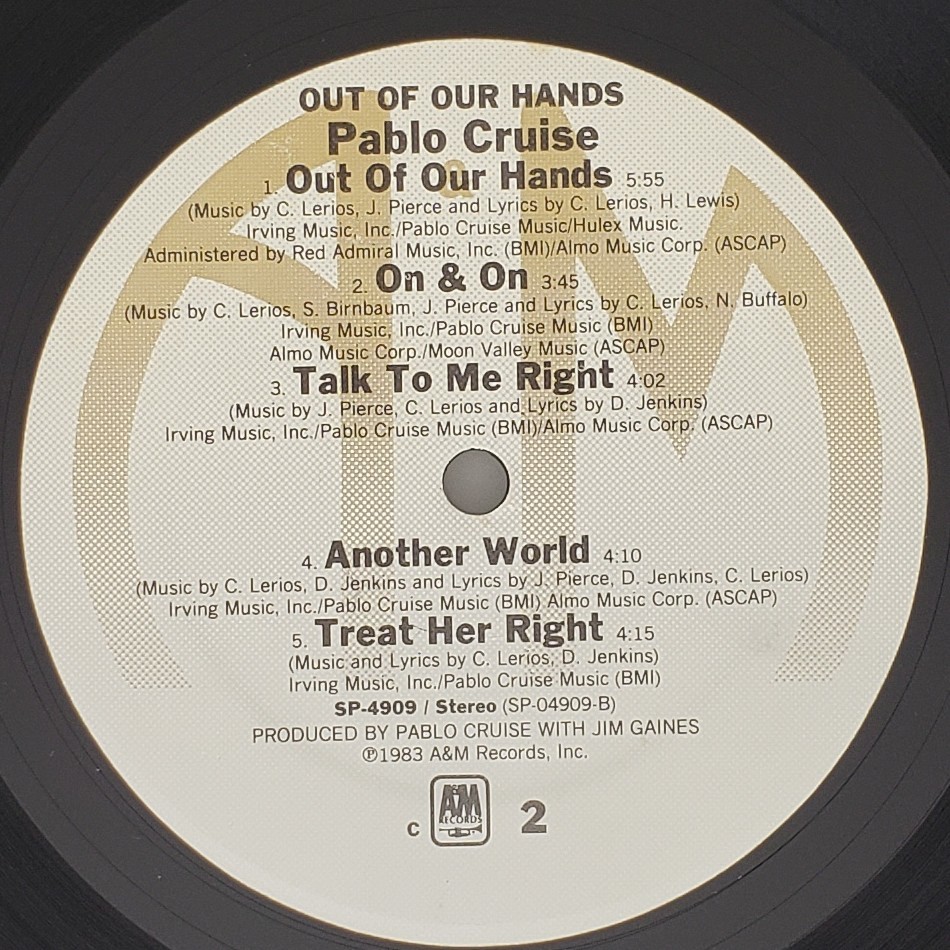 OUT OF OUR HANDS
Pablo Cruise
1. Out Of Our Hands 5:55
(Music by C. Lerios, J. Pierce and Lyrics by C. Lerios, H. Lewis)
Irving Music, Inc./Pablo Cruise Music/Hulex Music.
Administered by Red Admiral Music, Inc. (BMI)/Almo Music Corp. (ASCAP)
2. On & On 3:45
(Music by C. Lerios, S. Birnbaum, J. Pierce and Lyrics by C. Lerios, N. Buffalo)
Irving Music, Inc./Pablo Cruise Music (BMI)
Almo Music Corp./Moon Valley Music (ASCAP)
3. Talk To Me Right 4:02
(Music by J. Pierce, C. Lerios and Lyrics by D. Jenkins)
Irving Music, Inc./Pablo Cruise Music (BMI)/Almo Music Corp. (ASCAP)
4. Another World 4:10
(Music by C. Lerios, D. Jenkins and Lyrics by J. Pierce, D. Jenkins, C. Lerios)
Irving Music, Inc./Pablo Cruise Music (BMI) Almo Music Corp. (ASCAP)
5. Treat Her Right 4:15
(Music and Lyrics by C. Lerios, D. Jenkins)
Irving Music, Inc./Pablo Cruise Music (BMI)
SP-4909 / Stereo (SP-04909-B)
PRODUCED BY PABLO CRUISE WITH JIM GAINES
℗1983 A&M Records, Inc.
C A&M RECORDS 2